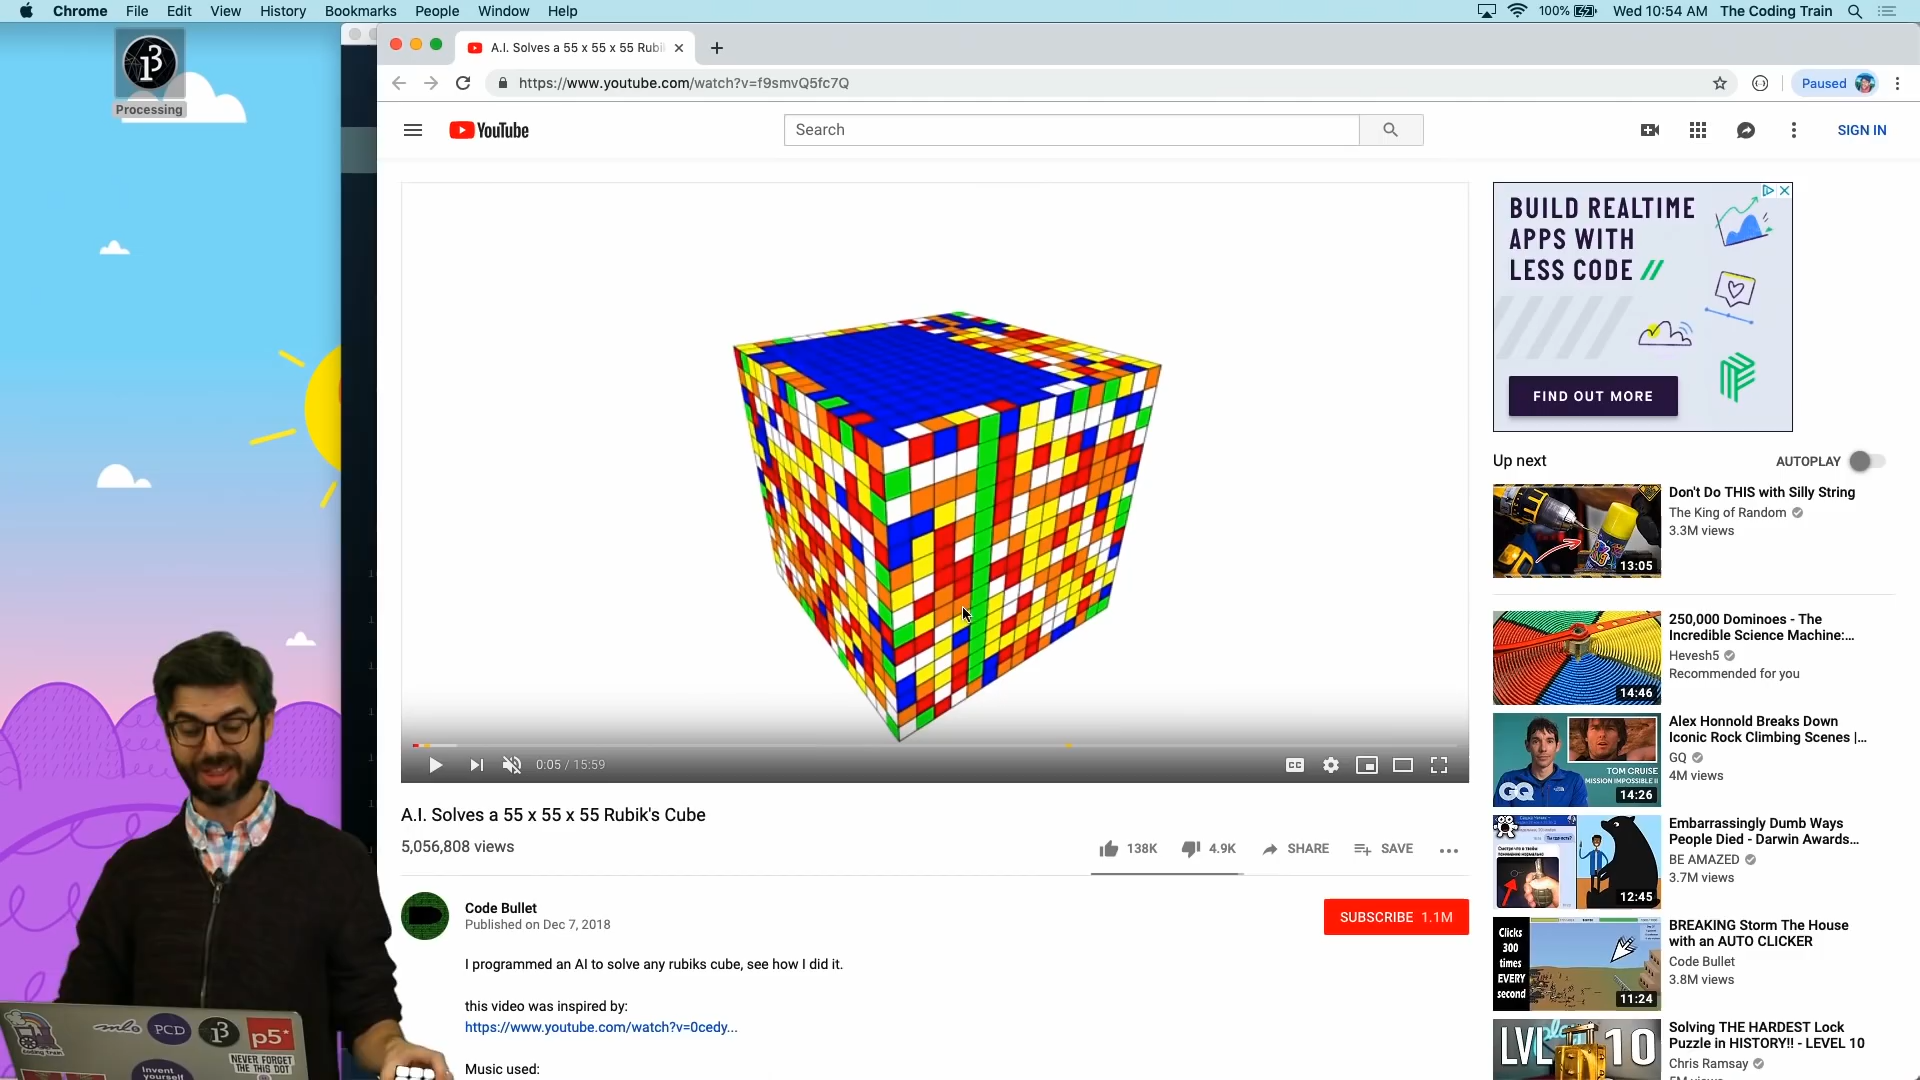 Chrome File Edit View History Bookmarks People Window Help
100% Wed 10:54 AM The Coding Train
Processing
A.I. Solves a 55 x 55 x 55 Rubi
https://www.youtube.com/watch?v=f9smvQ5fc7Q
Paused
YouTube
Search
SIGN IN
BUILD REALTIME
APPS WITH
LESS CODE //
FIND OUT MORE
Up next
AUTOPLAY
Don't Do THIS with Silly String
The King of Random
3.3M views
13:05
250,000 Dominoes - The
Incredible Science Machine:...
Hevesh5
Recommended for you
14:46
Alex Honnold Breaks Down
Iconic Rock Climbing Scenes |...
GQ
4M views
TOM CRUISE
MISSION IMPOSSIBLE II
GQ
14:26
Embarrassingly Dumb Ways
People Died - Darwin Awards...
BE AMAZED
3.7M views
12:45
BREAKING Storm The House
with an AUTO CLICKER
Code Bullet
3.8M views
Clicks
300
times
EVERY
second
11:24
Solving THE HARDEST Lock
Puzzle in HISTORY!! - LEVEL 10
Chris Ramsay
LVL 10
0:05 / 15:59
CC
A.I. Solves a 55 x 55 x 55 Rubik's Cube
5,056,808 views
138K 4.9K SHARE SAVE
Code Bullet
Published on Dec 7, 2018
SUBSCRIBE 1.1M
I programmed an AI to solve any rubiks cube, see how I did it.
this video was inspired by:
https://www.youtube.com/watch?v=0cedy...
Music used:
PCD
p5*
NEVER FORGET
THE THIS DOT
Invent
yourself